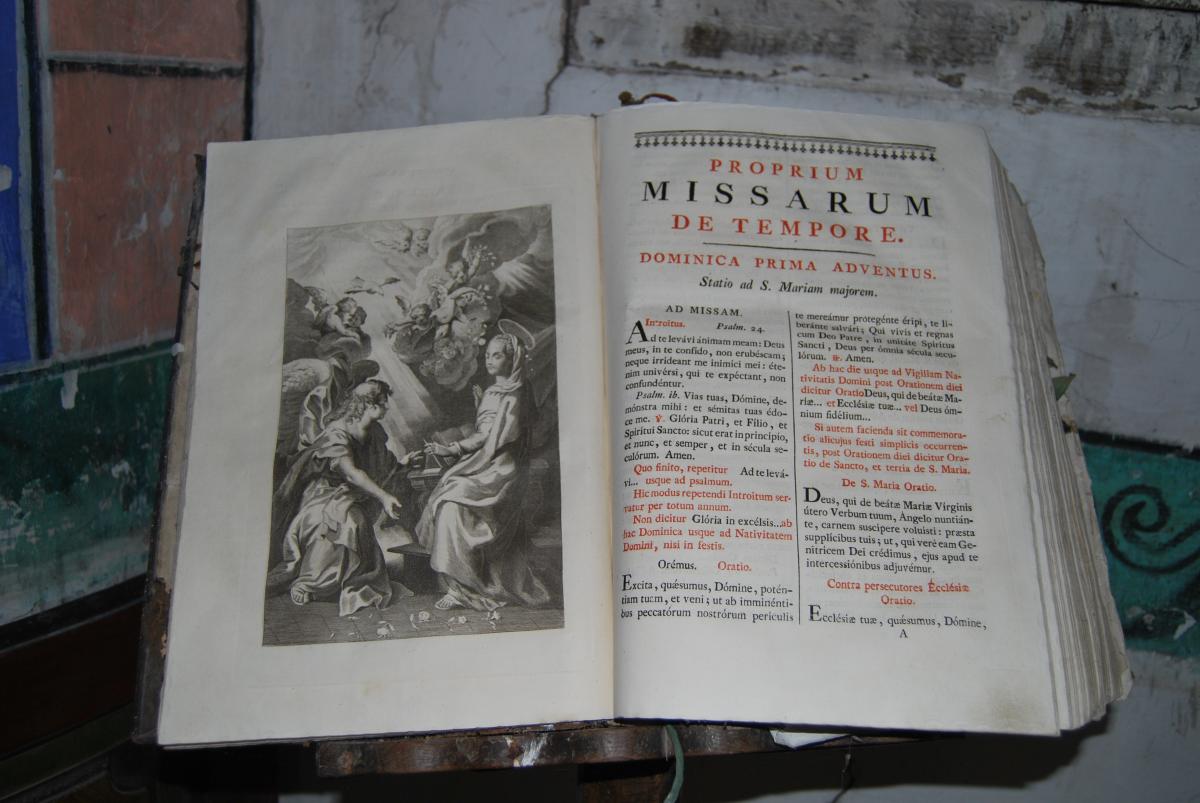 PROPRIUM
MISSARUM
DE TEMPORE.
DOMINICA PRIMA ADVENTUS.
Statio ad S. Mariam majorem.
AD MISSAM.
Introitus. Psalm. 24.
Ad te levávi ánimam meam: Deus
meus, in te confído, non erubéscam;
neque irrídeant me inimíci mei: éte-
nim univérsi, qui te expéctant, non
confundéntur.
Psalm. ib. Vias tuas, Dómine, de-
mónstra mihi: et sémitas tuas édo-
ce me. ℣. Glória Patri, et Fílio, et
Spirítui Sancto: sicut erat in princípio,
et nunc, et semper, et in sécula se-
culórum. Amen.
Quo finito, repetitur Ad te levá-
vi... usque ad psalmum.
Hic modus repetendi Introitum ser-
vatur per totum annum.
Non dicitur Glória in excélsis...ab
hac Dominica usque ad Nativitatem
Domini, nisi in festis.
Orémus. Oratio.
Excita, quǽsumus, Dómine, potén-
tiam tuam, et veni; ut ab imminénti-
bus peccatórum nostrórum perículis
te mereámur protegénte éripi, te li-
beránte salvári; Qui vivis et regnas
cum Deo Patre, in unitáte Spíritus
Sancti, Deus per ómnia sécula secu-
lórum. ℟. Amen.
Ab hac die usque ad Vigiliam Na-
tivitatis Domini post Orationem diei
dicitur Oratio Deus, qui de beátæ Ma-
ríæ... et Ecclésiæ tuæ... vel Deus óm-
nium fidélium...
Si autem facienda sit commemora-
tio alicujus festi simplicis occurren-
tis, post Orationem diei dicitur Ora-
tio de Sancto, et tertia de S. Maria.
De S. Maria Oratio.
Deus, qui de beátæ Maríæ Vírginis
útero Verbum tuum, Angelo nuntián-
te, carnem suscípere voluísti: præsta
supplícibus tuis; ut, qui verè eam Ge-
nitrícem Dei crédimus, ejus apud te
intercessiónibus adjuvémur.
Contra persecutores Ecclésiæ
Oratio.
Ecclésiæ tuæ, quǽsumus, Dómine,
A